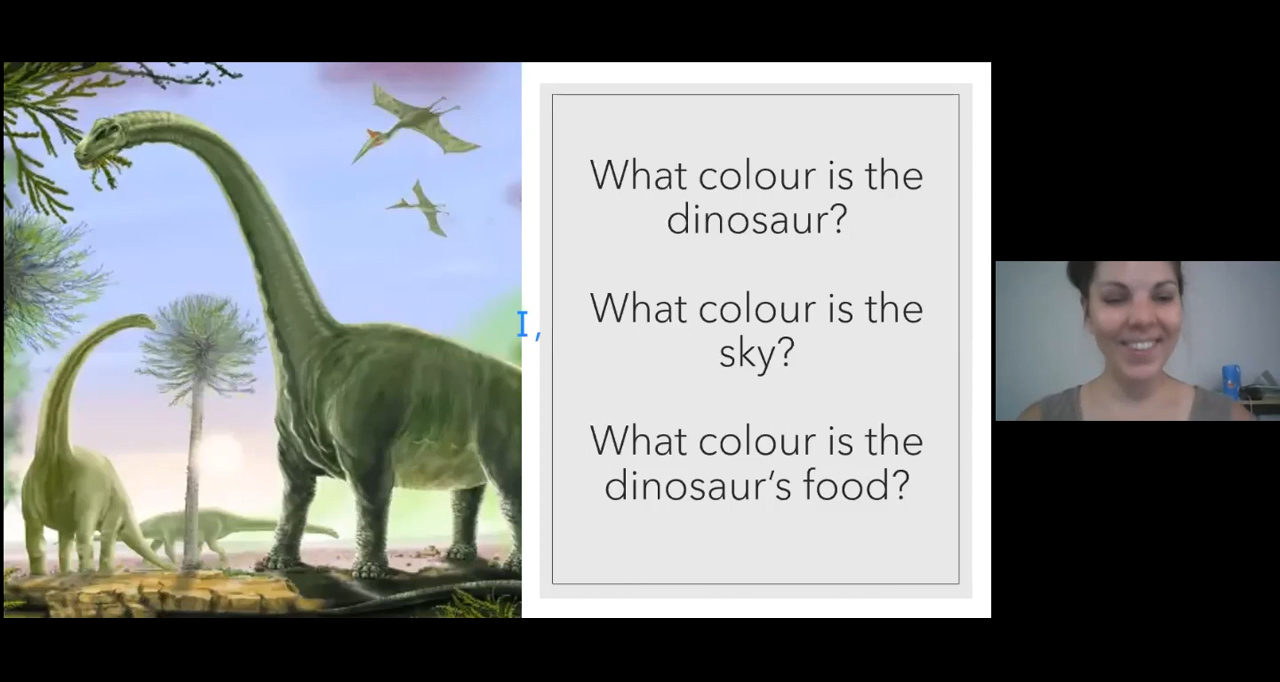 What colour is the
dinosaur?
What colour is the
sky?
What colour is the
dinosaur’s food?
I,